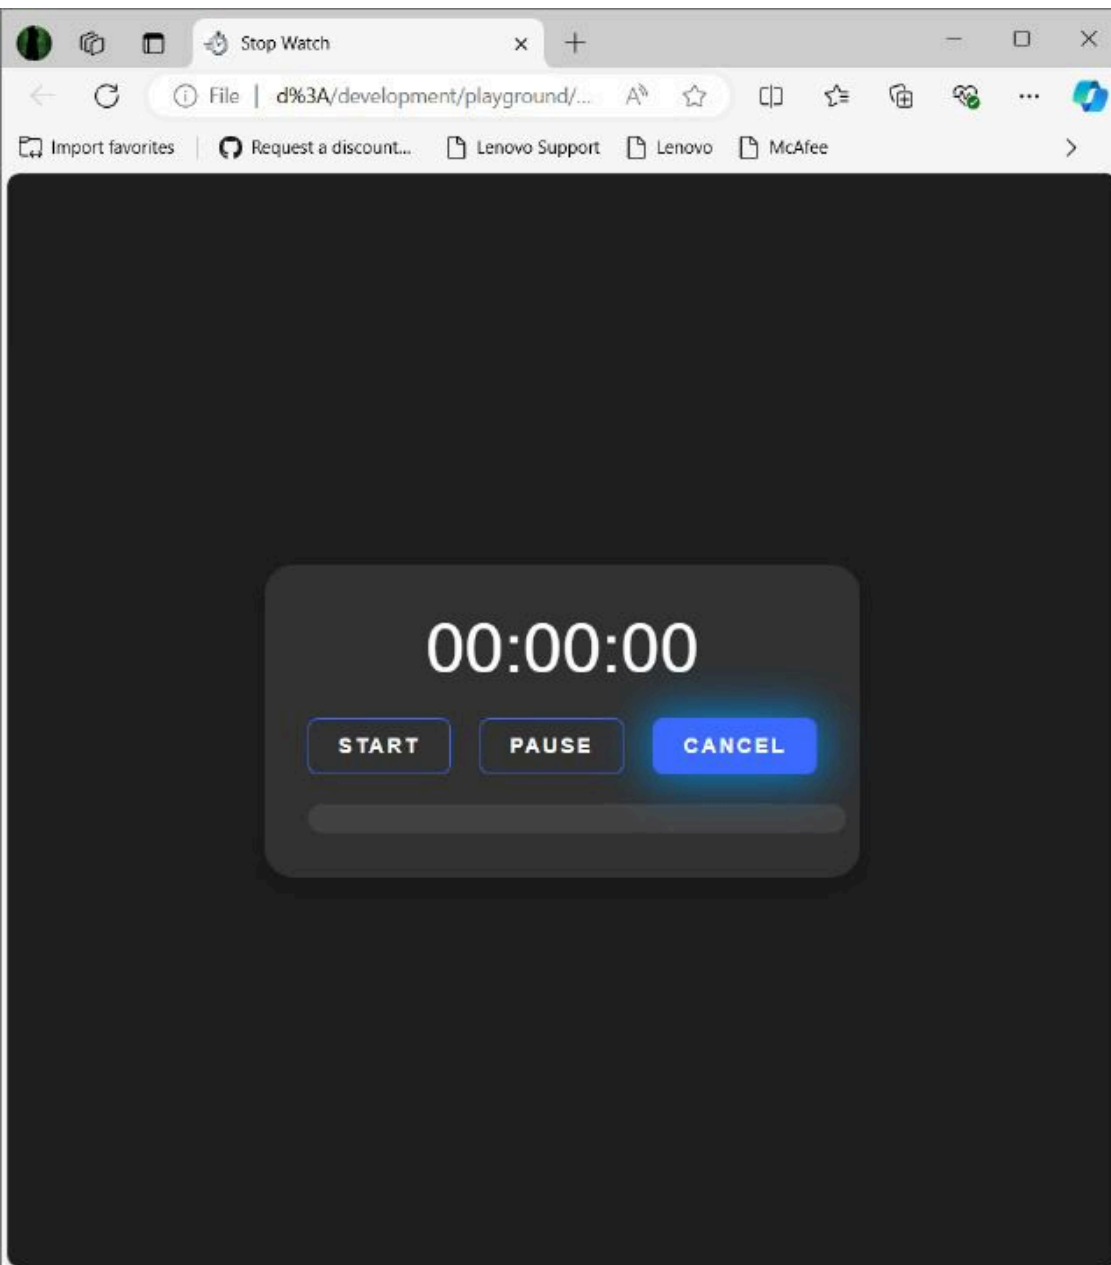 Stop Watch
File | d%3A/development/playground/...
Import favorites Request a discount... Lenovo Support Lenovo McAfee
00:00:00
START PAUSE CANCEL